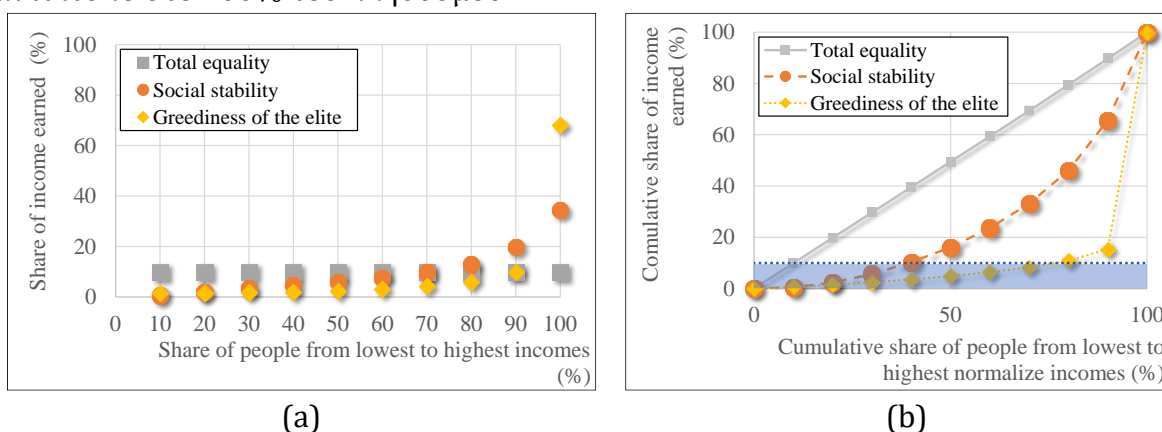 100
80
60
40
20
0
Share of income earned (%)
Total equality
Social stability
Greediness of the elite
0 10 20 30 40 50 60 70 80 90 100
Share of people from lowest to highest incomes
(%)
(a)
100
80
60
40
20
0
Comulative share of income
earned (%)
Total equality
Social stability
Greediness of the elite
0 50 100
Cumulative share of people from lowest to
highest normalize incomes (%)
(b)